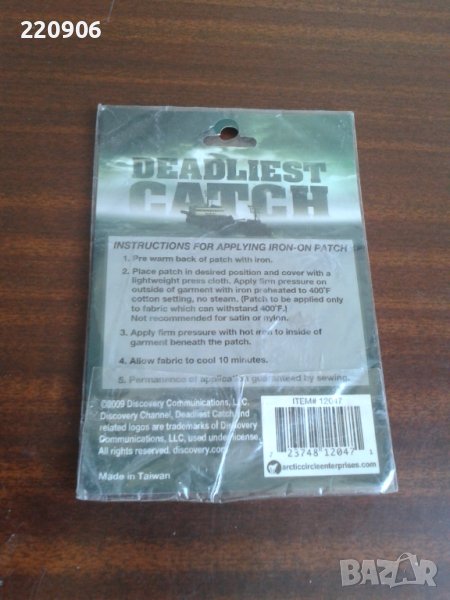 220906
DEADLIEST
CATCH
INSTRUCTIONS FOR APPLYING IRON-ON PATCH
1. Pre warm back of patch with iron.
2. Place patch in desired position and cover with a
lightweight press cloth. Apply firm pressure on
outside of garment with iron preheated to 400°F
cotton setting, no steam. (Patch to be applied only
to fabric which can withstand 400°F.)
Not recommended for satin or nylon.
3. Apply firm pressure with hot iron to inside of
garment beneath the patch.
4. Allow fabric to cool 10 minutes.
5. Permanence of application guaranteed by sewing.
©2009 Discovery Communications, LLC.
Discovery Channel, Deadliest Catch and
related logos are trademarks of Discovery
Communications, LLC, used under license.
All rights reserved. discovery.com
Made in Taiwan
ITEM# 12047
7 23748 12047 1
arcticcircleenterprises.com
BAZAR